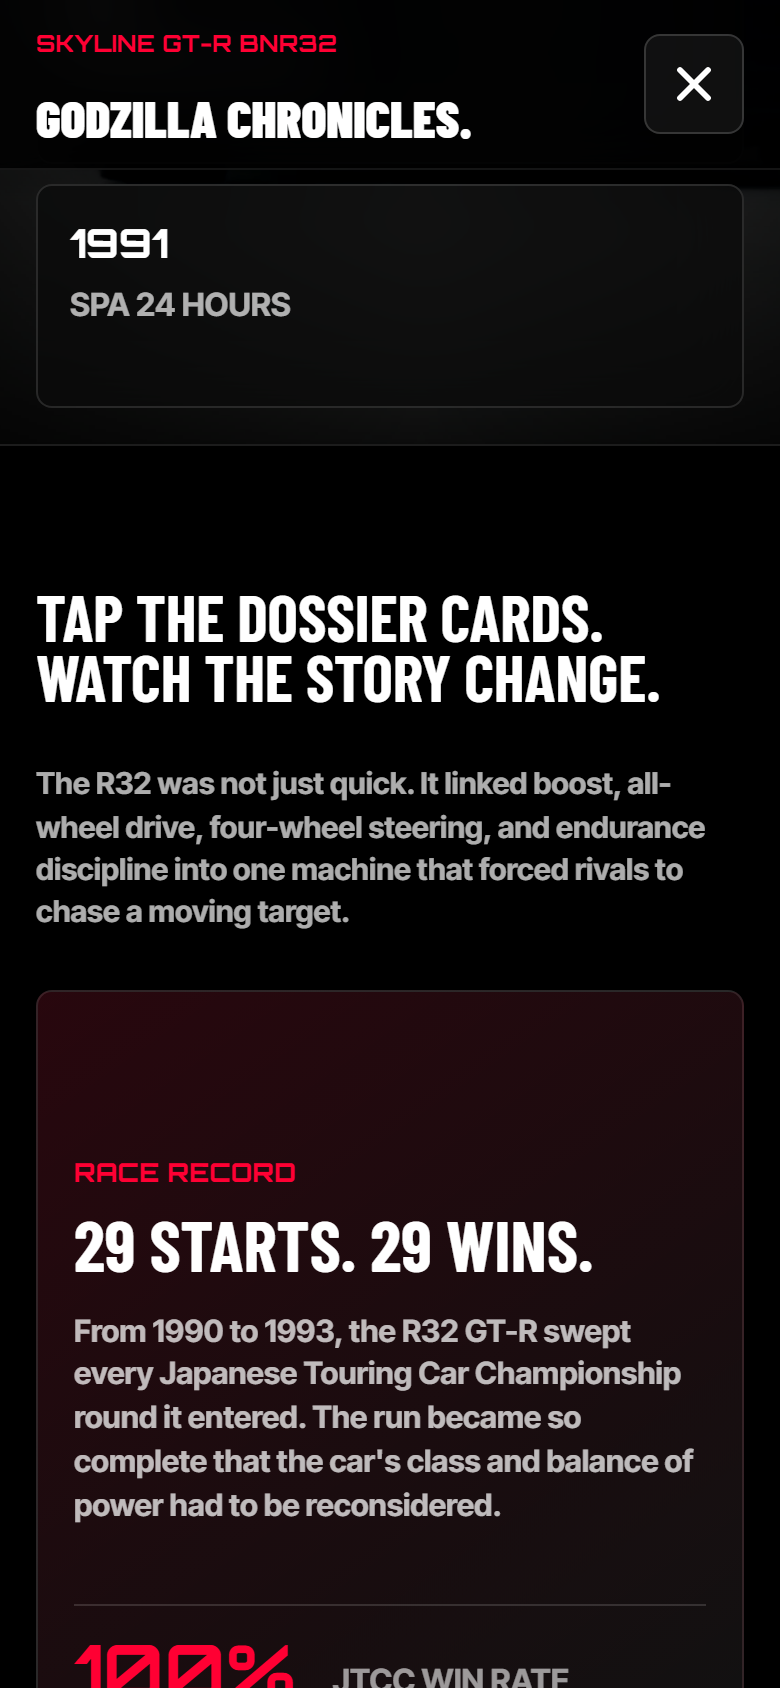 SKYLINE GT-R BNR32
GODZILLA CHRONICLES.
1991
SPA 24 HOURS
TAP THE DOSSIER CARDS.
WATCH THE STORY CHANGE.
The R32 was not just quick. It linked boost, all-
wheel drive, four-wheel steering, and endurance
discipline into one machine that forced rivals to
chase a moving target.
RACE RECORD
29 STARTS. 29 WINS.
From 1990 to 1993, the R32 GT-R swept
every Japanese Touring Car Championship
round it entered. The run became so
complete that the car's class and balance of
power had to be reconsidered.
100% JTCC WIN RATE